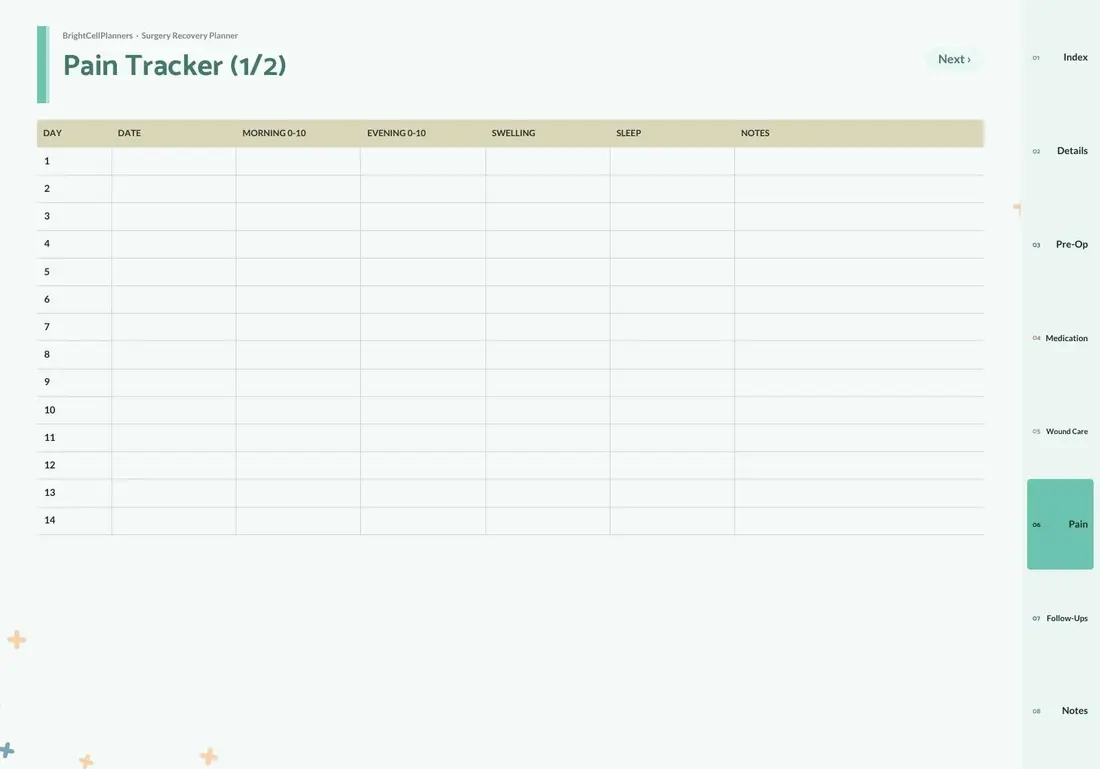 BrightCellPlanners · Surgery Recovery Planner
Pain Tracker (1/2)
Next ›
DAY DATE MORNING 0-10 EVENING 0-10 SWELLING SLEEP NOTES
1
2
3
4
5
6
7
8
9
10
11
12
13
14
01 Index
02 Details
03 Pre-Op
04 Medication
05 Wound Care
06 Pain
07 Follow-Ups
08 Notes